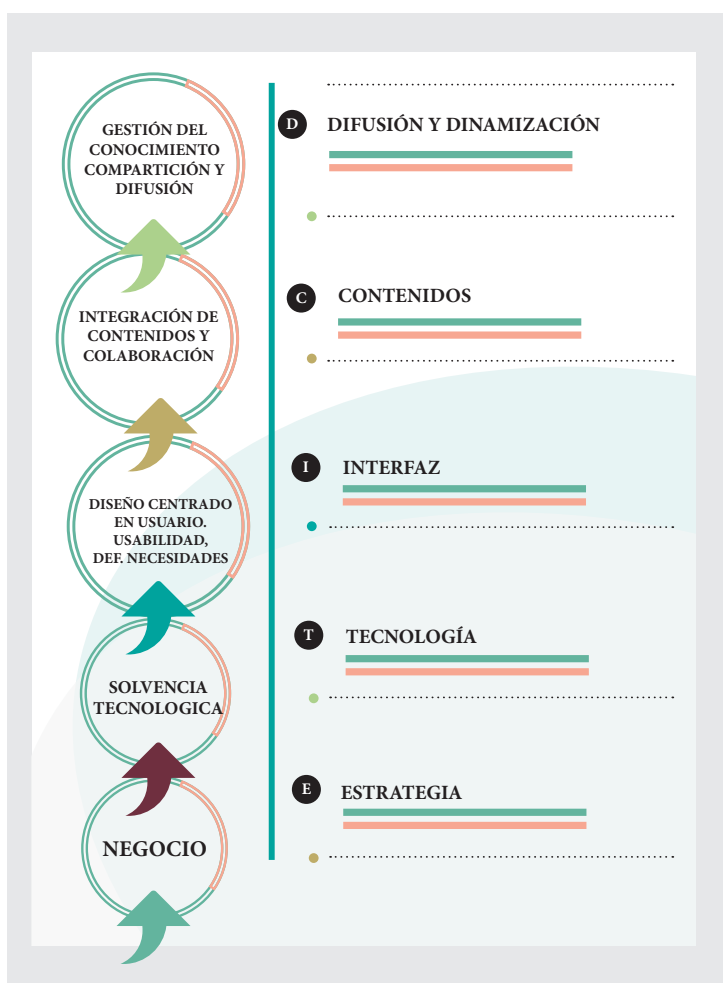 GESTIÓN DEL
CONOCIMIENTO
COMPARTICIÓN Y
DIFUSIÓN
D DIFUSIÓN Y DINAMIZACIÓN
INTEGRACIÓN DE
CONTENIDOS Y
COLABORACIÓN
C CONTENIDOS
DISEÑO CENTRADO
EN USUARIO.
USABILIDAD,
DEF. NECESIDADES
I INTERFAZ
SOLVENCIA
TECNOLOGICA
T TECNOLOGÍA
NEGOCIO
E ESTRATEGIA